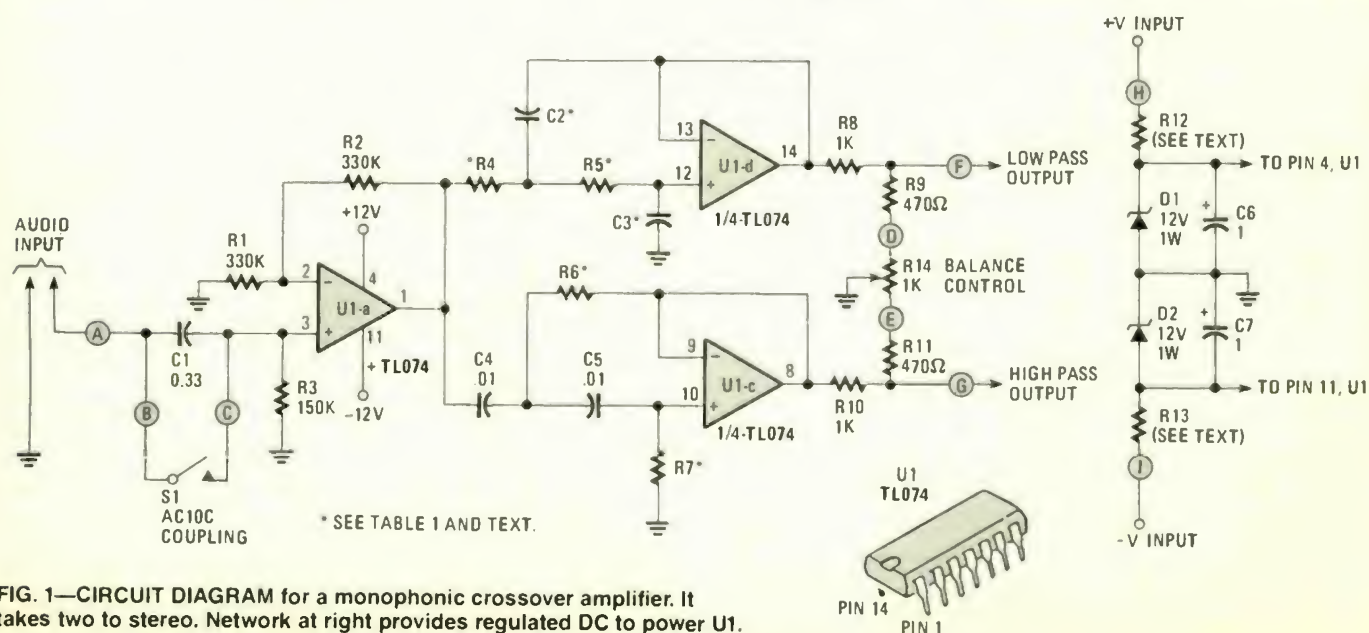 +V INPUT
H
R12
(SEE TEXT)
TO PIN 4, U1
D1
12V
1W
C6
1
+
D2
12V
1W
C7
1
+
TO PIN 11, U1
R13
(SEE TEXT)
I
-V INPUT
C2*
13
-
12
+
U1-d
14
1/4-TL074
R8
1K
F
LOW PASS
OUTPUT
*R4
R5*
C3*
R9
470Ω
D
R14
1K
BALANCE
CONTROL
E
R11
470Ω
R2
330K
+12V
4
R1
330K
2
-
U1-a
1
3
+
11
+ TL074
-12V
AUDIO
INPUT
A
C1
0.33
B
C
R3
150K
S1
AC10C
COUPLING
R6*
C4
.01
C5
.01
9
-
10
+
U1-c
8
1/4-TL074
R10
1K
G
HIGH PASS
OUTPUT
R7*
* SEE TABLE 1 AND TEXT.
U1
TL074
PIN 14
PIN 1
FIG. 1—CIRCUIT DIAGRAM for a monophonic crossover amplifier. It
takes two to stereo. Network at right provides regulated DC to power U1.